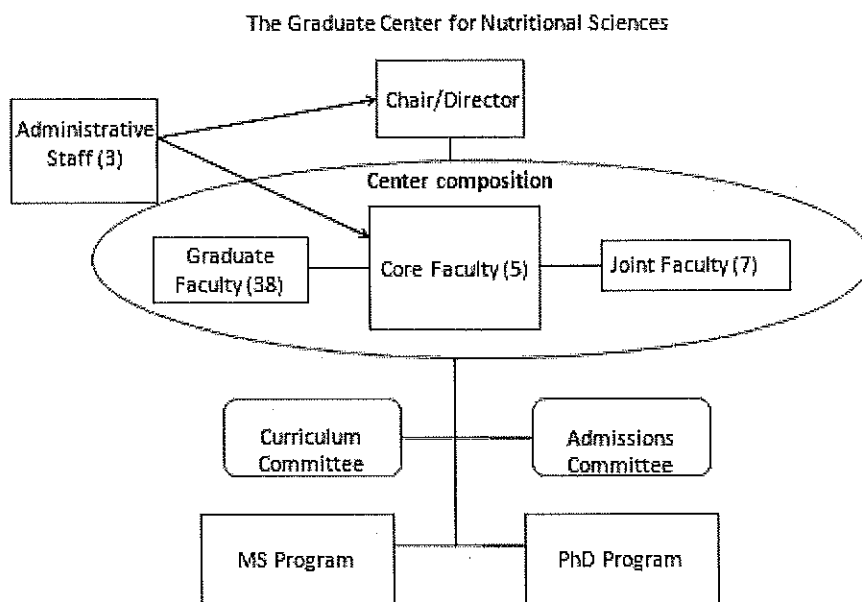 The Graduate Center for Nutritional Sciences
Chair/Director
Administrative
Staff (3)
Center composition
Graduate
Faculty (38)
Core Faculty (5)
Joint Faculty (7)
Curriculum
Committee
Admissions
Committee
MS Program
PhD Program